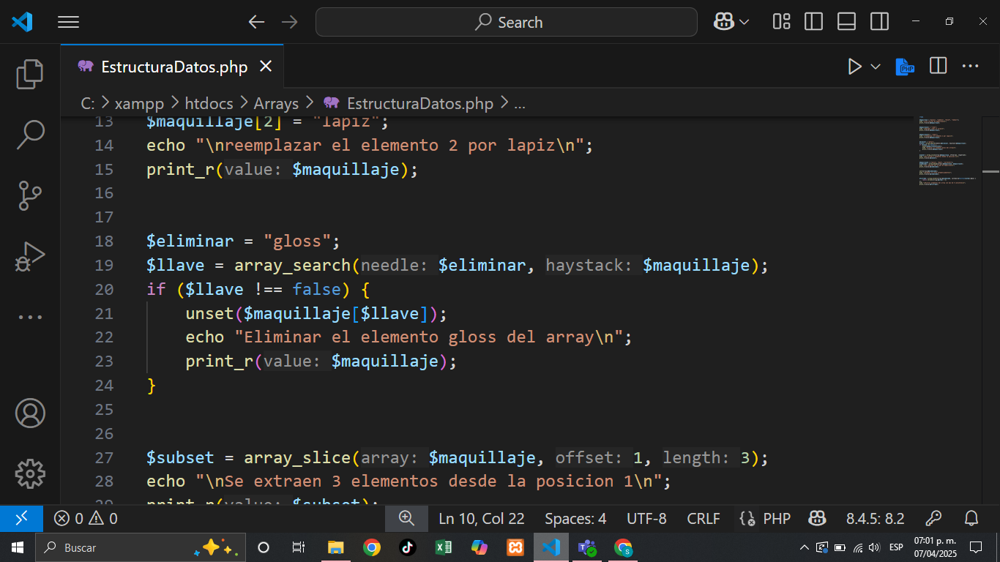 Search
EstructuraDatos.php
C: > xampp > htdocs > Arrays > EstructuraDatos.php > ...
13 $maquillaje[2] = "lapiz";
14 echo "\nreemplazar el elemento 2 por lapiz\n";
15 print_r(value: $maquillaje);
16
17
18 $eliminar = "gloss";
19 $llave = array_search(needle: $eliminar, haystack: $maquillaje);
20 if ($llave !== false) {
21 unset($maquillaje[$llave]);
22 echo "Eliminar el elemento gloss del array\n";
23 print_r(value: $maquillaje);
24 }
25
26
27 $subset = array_slice(array: $maquillaje, offset: 1, length: 3);
28 echo "\nSe extraen 3 elementos desde la posicion 1\n";
29 print_r(value: $subset);
0 0 Ln 10, Col 22 Spaces: 4 UTF-8 CRLF PHP 8.4.5: 8.2
Buscar ESP 07:01 p. m.
07/04/2025